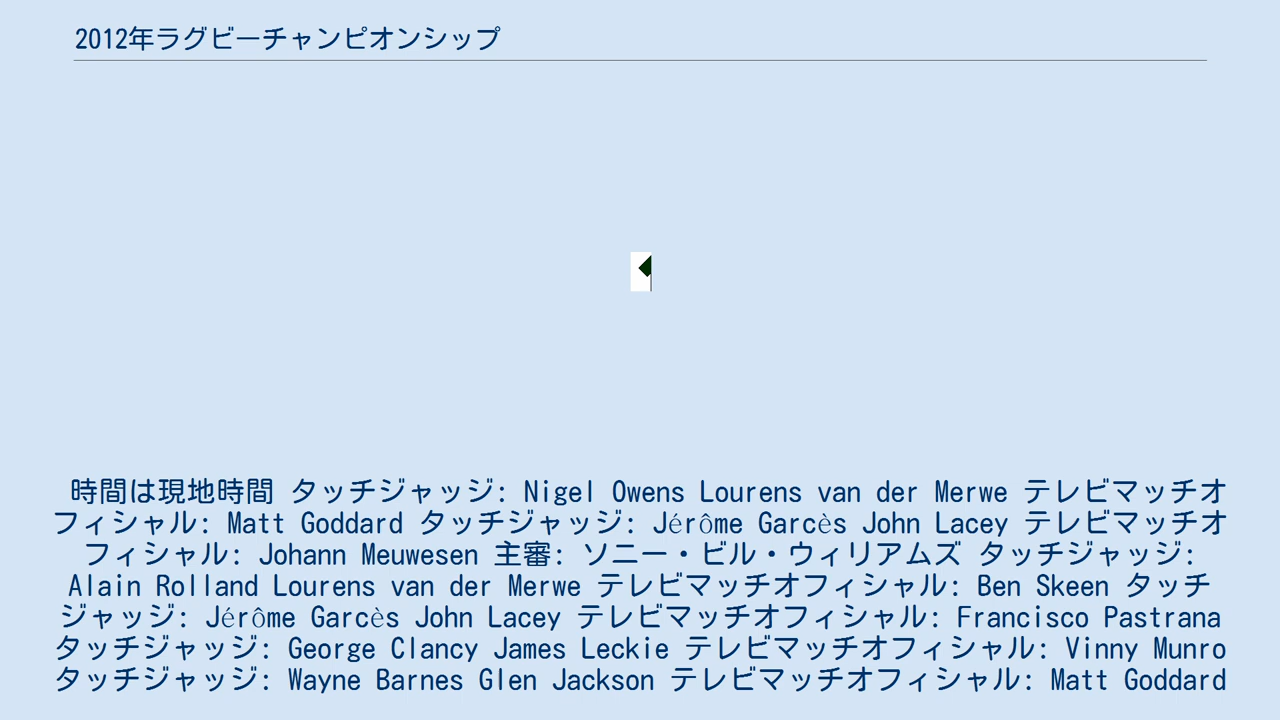 2012年ラグビーチャンピオンシップ
時間は現地時間 タッチジャッジ: Nigel Owens Lourens van der Merwe テレビマッチオ
フィシャル: Matt Goddard タッチジャッジ: Jérôme Garcès John Lacey テレビマッチオ
フィシャル: Johann Meuwesen 主審: ソニー・ビル・ウィリアムズ タッチジャッジ:
Alain Rolland Lourens van der Merwe テレビマッチオフィシャル: Ben Skeen タッチ
ジャッジ: Jérôme Garcès John Lacey テレビマッチオフィシャル: Francisco Pastrana
タッチジャッジ: George Clancy James Leckie テレビマッチオフィシャル: Vinny Munro
タッチジャッジ: Wayne Barnes Glen Jackson テレビマッチオフィシャル: Matt Goddard